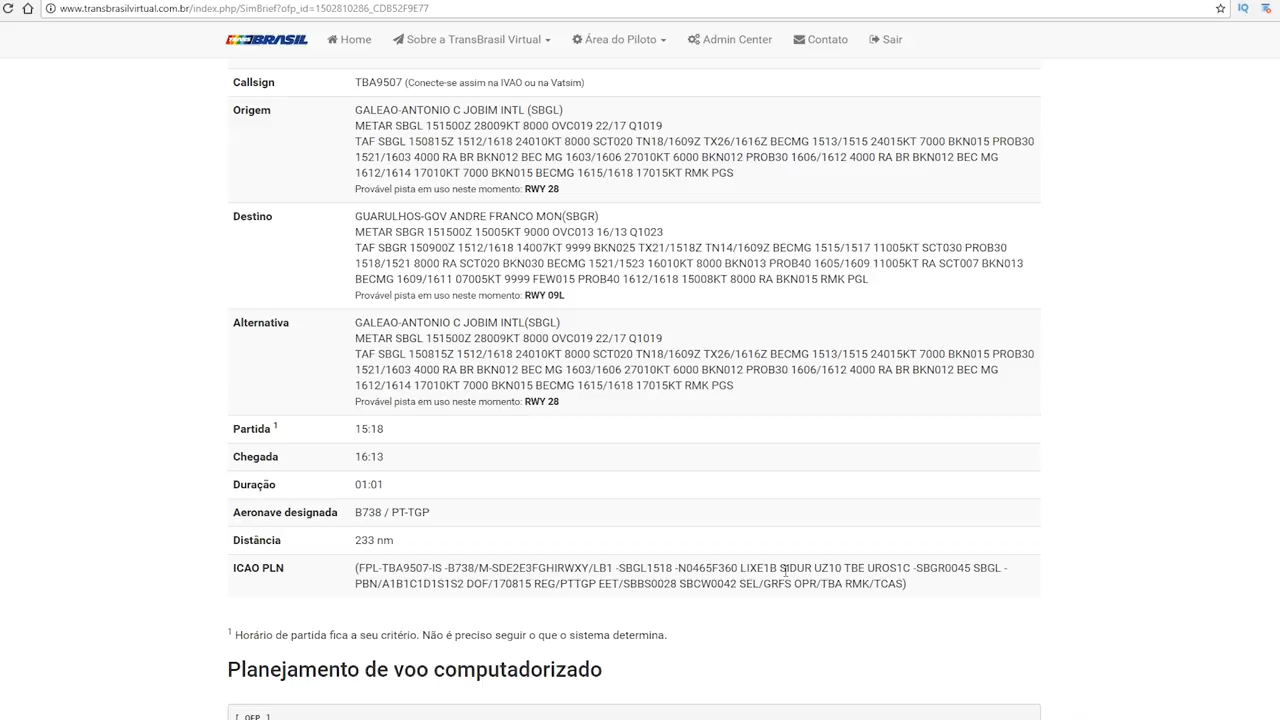 www.transbrasilvirtual.com.br/index.php/SimBrief?ofp_id=1502810286_CDB52F9E77
IQ
BRASIL Home Sobre a TransBrasil Virtual Área do Piloto Admin Center Contato Sair
Callsign TBA9507 (Conecte-se assim na IVAO ou na Vatsim)
Origem GALEAO-ANTONIO C JOBIM INTL (SBGL)
METAR SBGL 151500Z 28009KT 8000 OVC019 22/17 Q1019
TAF SBGL 150815Z 1512/1618 24010KT 8000 SCT020 TN18/1609Z TX26/1616Z BECMG 1513/1515 24015KT 7000 BKN015 PROB30
1521/1603 4000 RA BR BKN012 BEC MG 1603/1606 27010KT 6000 BKN012 PROB30 1606/1612 4000 RA BR BKN012 BEC MG
1612/1614 17010KT 7000 BKN015 BECMG 1615/1618 17015KT RMK PGS
Provável pista em uso neste momento: RWY 28
Destino GUARULHOS-GOV ANDRE FRANCO MON(SBGR)
METAR SBGR 151500Z 15005KT 9000 OVC013 16/13 Q1023
TAF SBGR 150900Z 1512/1618 14007KT 9999 BKN025 TX21/1518Z TN14/1609Z BECMG 1515/1517 11005KT SCT030 PROB30
1518/1521 8000 RA SCT020 BKN030 BECMG 1521/1523 16010KT 8000 BKN013 PROB40 1605/1609 11005KT RA SCT007 BKN013
BECMG 1609/1611 07005KT 9999 FEW015 PROB40 1612/1618 15008KT 8000 RA BKN015 RMK PGL
Provável pista em uso neste momento: RWY 09L
Alternativa GALEAO-ANTONIO C JOBIM INTL(SBGL)
METAR SBGL 151500Z 28009KT 8000 OVC019 22/17 Q1019
TAF SBGL 150815Z 1512/1618 24010KT 8000 SCT020 TN18/1609Z TX26/1616Z BECMG 1513/1515 24015KT 7000 BKN015 PROB30
1521/1603 4000 RA BR BKN012 BEC MG 1603/1606 27010KT 6000 BKN012 PROB30 1606/1612 4000 RA BR BKN012 BEC MG
1612/1614 17010KT 7000 BKN015 BECMG 1615/1618 17015KT RMK PGS
Provável pista em uso neste momento: RWY 28
Partida 1 15:18
Chegada 16:13
Duração 01:01
Aeronave designada B738 / PT-TGP
Distância 233 nm
ICAO PLN (FPL-TBA9507-IS -B738/M-SDE2E3FGHIRWXY/LB1 -SBGL1518 -N0465F360 LIXE1B SIDUR UZ10 TBE UROS1C -SBGR0045 SBGL -
PBN/A1B1C1D1S1S2 DOF/170815 REG/PTTGP EET/SBBS0028 SBCW0042 SEL/GRFS OPR/TBA RMK/TCAS)
1 Horário de partida fica a seu critério. Não é preciso seguir o que o sistema determina.
Planejamento de voo computadorizado
[ OFP ]